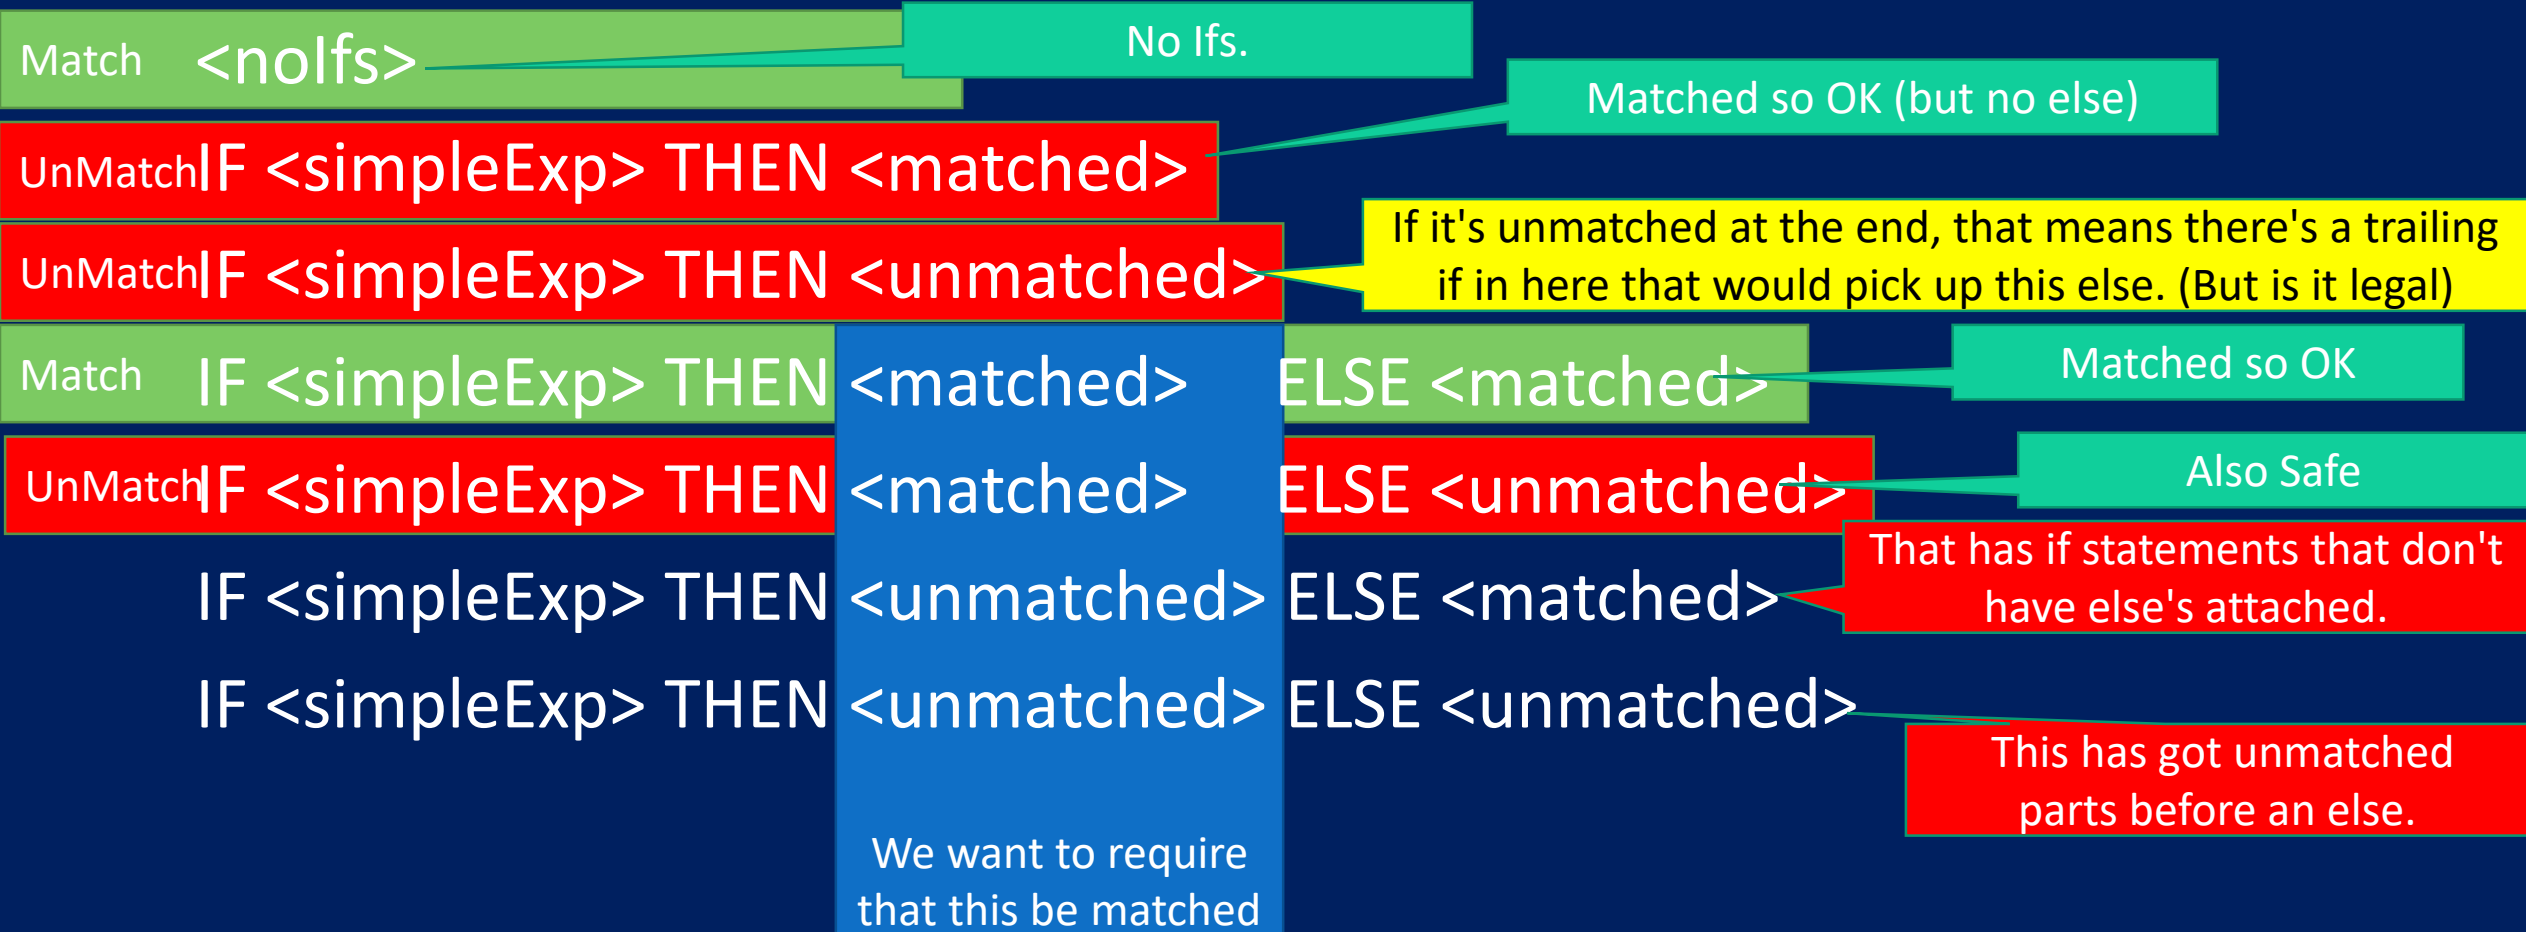 Match <noIfs>
No Ifs.
Matched so OK (but no else)
UnMatch IF <simpleExp> THEN <matched>
UnMatch IF <simpleExp> THEN <unmatched>
If it's unmatched at the end, that means there's a trailing
if in here that would pick up this else. (But is it legal)
Match IF <simpleExp> THEN <matched> ELSE <matched>
Matched so OK
UnMatch IF <simpleExp> THEN <matched> ELSE <unmatched>
Also Safe
IF <simpleExp> THEN <unmatched> ELSE <matched>
That has if statements that don't
have else's attached.
IF <simpleExp> THEN <unmatched> ELSE <unmatched>
This has got unmatched
parts before an else.
We want to require
that this be matched